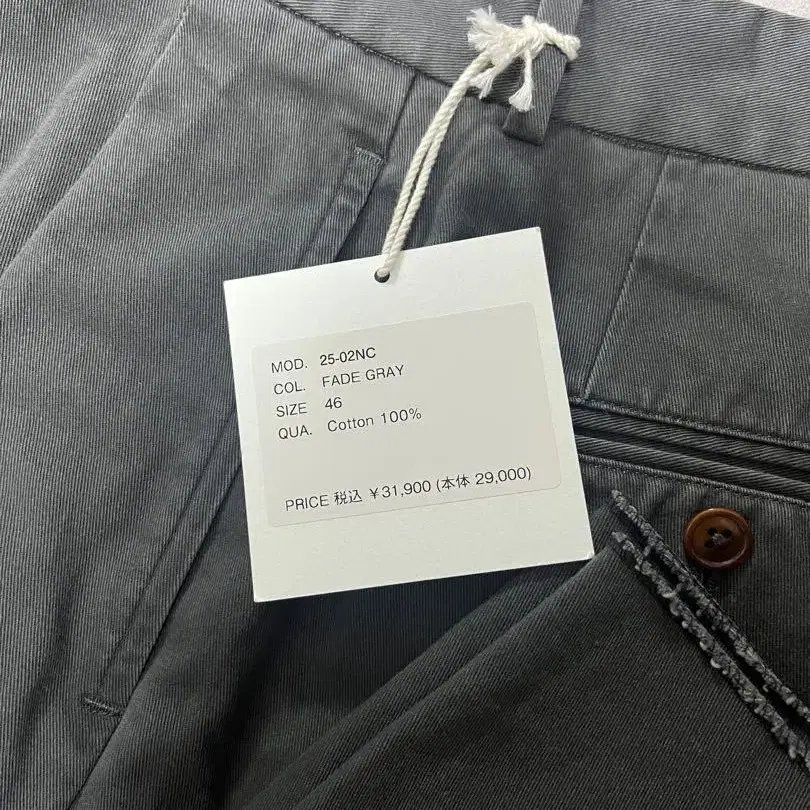 MOD. 25-02NC
COL. FADE GRAY
SIZE 46
QUA. Cotton 100%
PRICE 税込 ¥31,900 (本体 29,000)